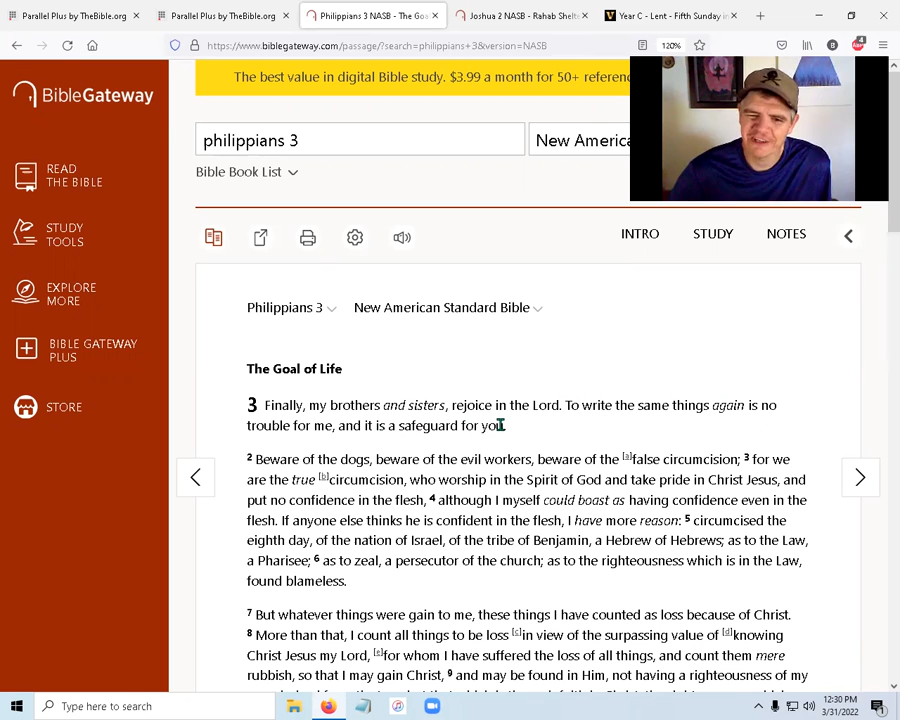 Parallel Plus by TheBible.org
Parallel Plus by TheBible.org
Philippians 3 NASB - The Goa
Joshua 2 NASB - Rahab Shelte
Year C - Lent - Fifth Sunday in
https://www.biblegateway.com/passage/?search=philippians+3&version=NASB
120%
B
4
The best value in digital Bible study. $3.99 a month for 50+ referenc
BibleGateway
philippians 3
New America
Bible Book List
READ
THE BIBLE
STUDY
TOOLS
EXPLORE
MORE
BIBLE GATEWAY
PLUS
STORE
INTRO
STUDY
NOTES
Philippians 3
New American Standard Bible
The Goal of Life
3 Finally, my brothers and sisters, rejoice in the Lord. To write the same things again is no
trouble for me, and it is a safeguard for you.
2 Beware of the dogs, beware of the evil workers, beware of the [a]false circumcision; 3 for we
are the true [b]circumcision, who worship in the Spirit of God and take pride in Christ Jesus, and
put no confidence in the flesh, 4 although I myself could boast as having confidence even in the
flesh. If anyone else thinks he is confident in the flesh, I have more reason: 5 circumcised the
eighth day, of the nation of Israel, of the tribe of Benjamin, a Hebrew of Hebrews; as to the Law,
a Pharisee; 6 as to zeal, a persecutor of the church; as to the righteousness which is in the Law,
found blameless.
7 But whatever things were gain to me, these things I have counted as loss because of Christ.
8 More than that, I count all things to be loss [c]in view of the surpassing value of [d]knowing
Christ Jesus my Lord, [e]for whom I have suffered the loss of all things, and count them mere
rubbish, so that I may gain Christ, 9 and may be found in Him, not having a righteousness of my
Type here to search
12:30 PM
3/31/2022